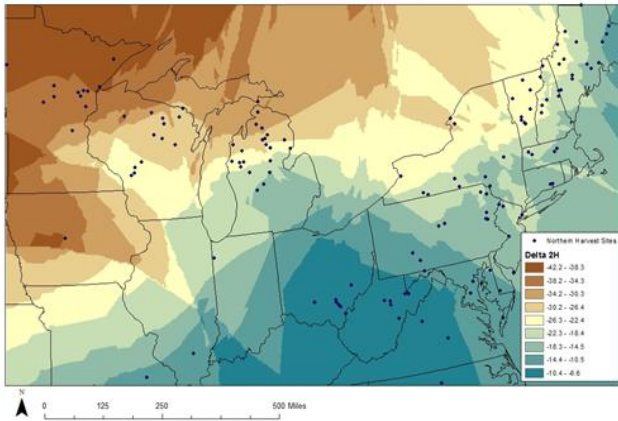 Northern Harvest Sites
Delta 2H
-42.2 - -38.3
-38.2 - -34.3
-34.2 - -30.3
-30.2 - -26.4
-26.3 - -22.4
-22.3 - -18.4
-18.3 - -14.5
-14.4 - -10.5
-10.4 - -6.6
N
0 125 250 500 Miles